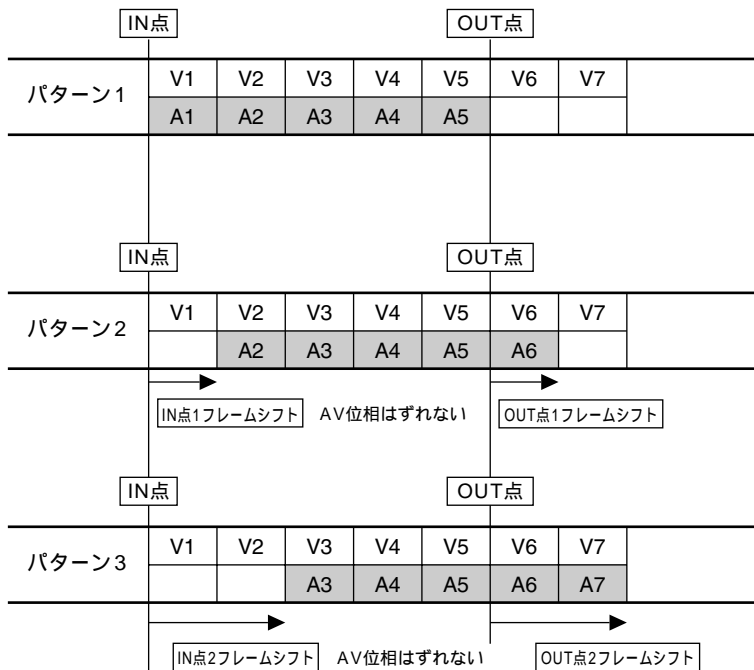 IN点 OUT点
パターン1 V1 V2 V3 V4 V5 V6 V7
A1 A2 A3 A4 A5
IN点 OUT点
パターン2 V1 V2 V3 V4 V5 V6 V7
A2 A3 A4 A5 A6
IN点1フレームシフト AV位相はずれない OUT点1フレームシフト
IN点 OUT点
パターン3 V1 V2 V3 V4 V5 V6 V7
A3 A4 A5 A6 A7
IN点2フレームシフト AV位相はずれない OUT点2フレームシフト